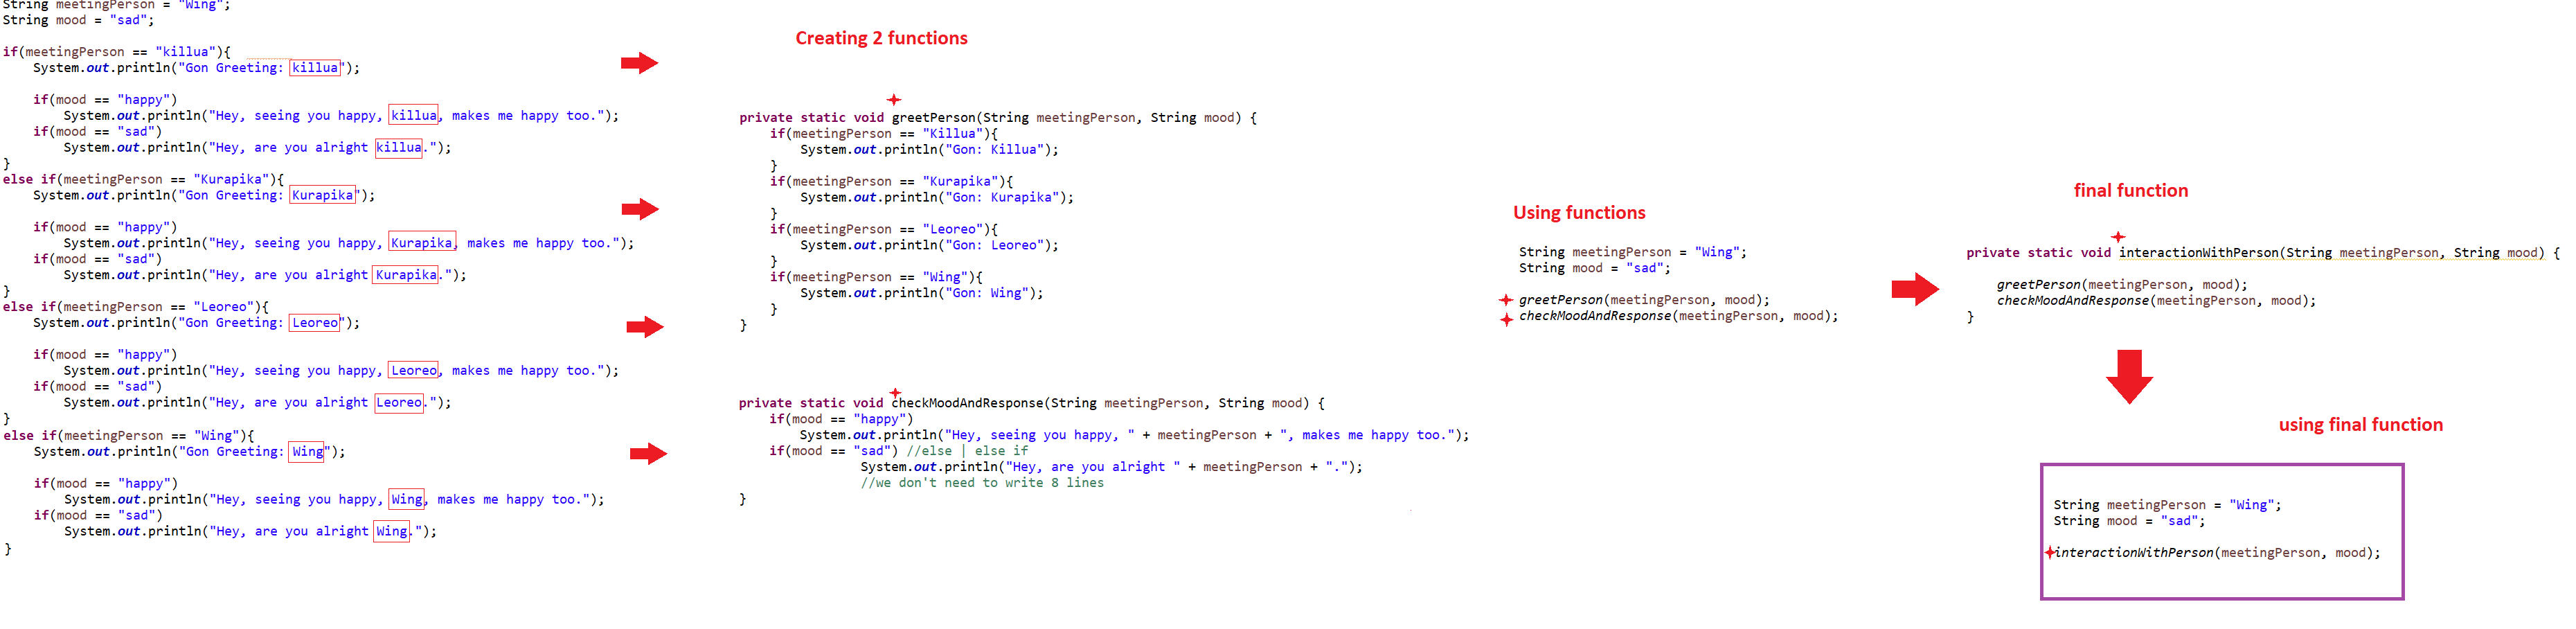 String meetingPerson = "Wing";
String mood = "sad";
if(meetingPerson == "killua"){
System.out.println("Gon Greeting: killua");
if(mood == "happy")
System.out.println("Hey, seeing you happy, killua, makes me happy too.");
if(mood == "sad")
System.out.println("Hey, are you alright killua.");
}
else if(meetingPerson == "Kurapika"){
System.out.println("Gon Greeting: Kurapika");
if(mood == "happy")
System.out.println("Hey, seeing you happy, Kurapika, makes me happy too.");
if(mood == "sad")
System.out.println("Hey, are you alright Kurapika.");
}
else if(meetingPerson == "Leoreo"){
System.out.println("Gon Greeting: Leoreo");
if(mood == "happy")
System.out.println("Hey, seeing you happy, Leoreo, makes me happy too.");
if(mood == "sad")
System.out.println("Hey, are you alright Leoreo.");
}
else if(meetingPerson == "Wing"){
System.out.println("Gon Greeting: Wing");
if(mood == "happy")
System.out.println("Hey, seeing you happy, Wing, makes me happy too.");
if(mood == "sad")
System.out.println("Hey, are you alright Wing.");
}
Creating 2 functions
private static void greetPerson(String meetingPerson, String mood) {
if(meetingPerson == "Killua"){
System.out.println("Gon: Killua");
}
if(meetingPerson == "Kurapika"){
System.out.println("Gon: Kurapika");
}
if(meetingPerson == "Leoreo"){
System.out.println("Gon: Leoreo");
}
if(meetingPerson == "Wing"){
System.out.println("Gon: Wing");
}
}
private static void checkMoodAndResponse(String meetingPerson, String mood) {
if(mood == "happy")
System.out.println("Hey, seeing you happy, " + meetingPerson + ", makes me happy too.");
if(mood == "sad") //else | else if
System.out.println("Hey, are you alright " + meetingPerson + ".");
//we don't need to write 8 lines
}
Using functions
String meetingPerson = "Wing";
String mood = "sad";
greetPerson(meetingPerson, mood);
checkMoodAndResponse(meetingPerson, mood);
final function
private static void interactionWithPerson(String meetingPerson, String mood) {
greetPerson(meetingPerson, mood);
checkMoodAndResponse(meetingPerson, mood);
}
using final function
String meetingPerson = "Wing";
String mood = "sad";
interactionWithPerson(meetingPerson, mood);